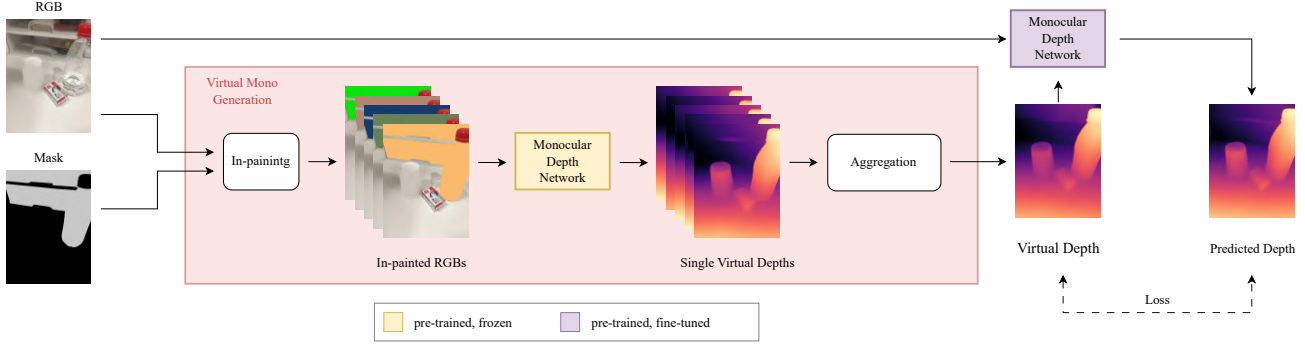 RGB
Mask
Virtual Mono
Generation
In-painintg
In-painted RGBs
Monocular
Depth
Network
Single Virtual Depths
Aggregation
Monocular
Depth
Network
Virtual Depth
Predicted Depth
Loss
pre-trained, frozen
pre-trained, fine-tuned